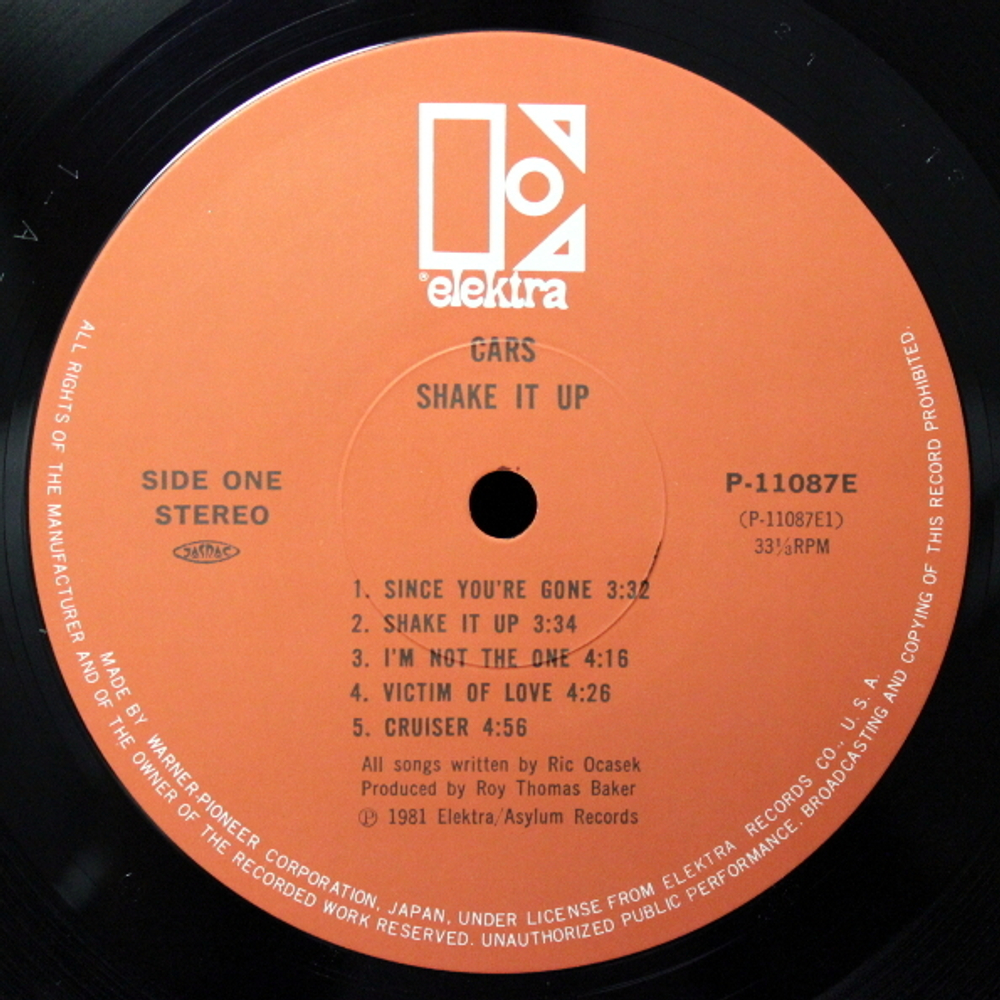 ®elektra
CARS
SHAKE IT UP
SIDE ONE
STEREO
JASRAC
P-11087E
(P-11087E1)
33⅓RPM
1. SINCE YOU'RE GONE 3:32
2. SHAKE IT UP 3:34
3. I'M NOT THE ONE 4:16
4. VICTIM OF LOVE 4:26
5. CRUISER 4:56
All songs written by Ric Ocasek
Produced by Roy Thomas Baker
Ⓟ 1981 Elektra/Asylum Records
MADE BY WARNER-PIONEER CORPORATION, JAPAN, UNDER LICENSE FROM ELEKTRA RECORDS CO., U. S. A.
ALL RIGHTS OF THE MANUFACTURER AND OF THE OWNER OF THE RECORDED WORK RESERVED. UNAUTHORIZED PUBLIC PERFORMANCE. BROADCASTING AND COPYING OF THIS RECORD PROHIBITED.